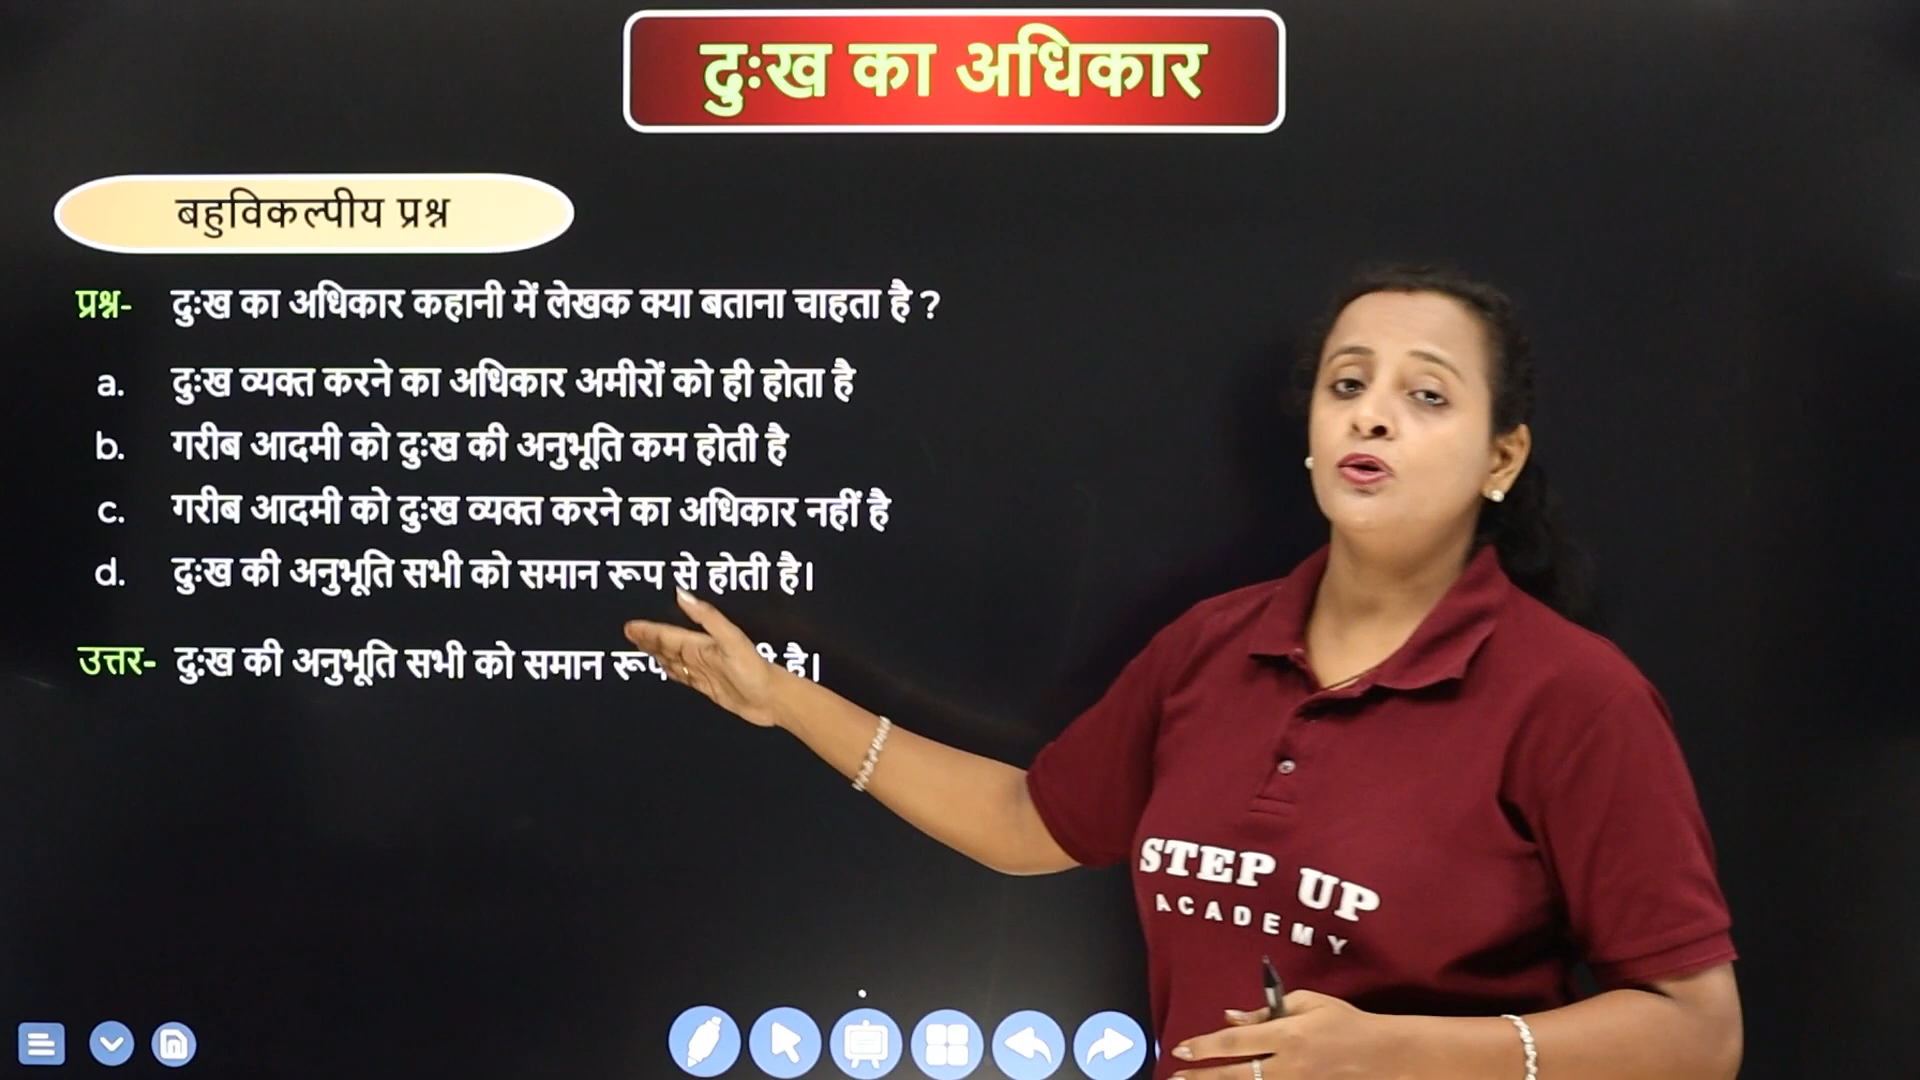 दुःख का अधिकार
बहुविकल्पीय प्रश्न
प्रश्न- दुःख का अधिकार कहानी में लेखक क्या बताना चाहता है ?
a. दुःख व्यक्त करने का अधिकार अमीरों को ही होता है
b. गरीब आदमी को दुःख की अनुभूति कम होती है
c. गरीब आदमी को दुःख व्यक्त करने का अधिकार नहीं है
d. दुःख की अनुभूति सभी को समान रूप से होती है।
उत्तर- दुःख की अनुभूति सभी को समान है।
STEP UP
ACADEMY